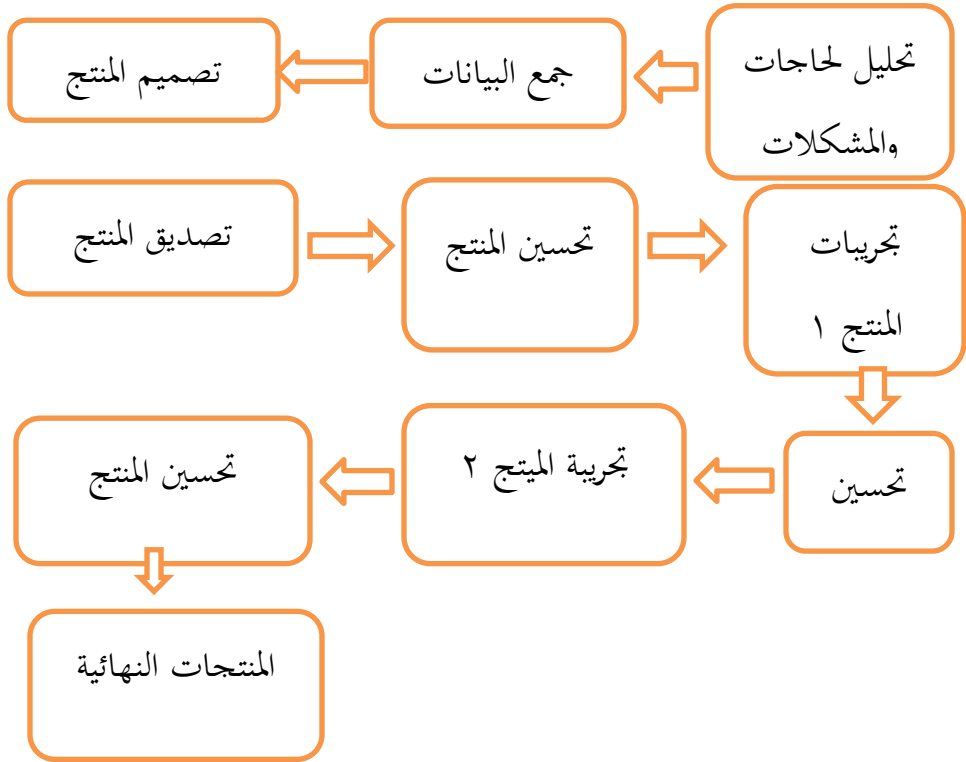 تحليل لحاجات
والمشكلات
جمع البيانات
تصميم المنتج
تصديق المنتج
تحسين المنتج
تجريبات
المنتج ١
تحسين
تجريبة الميتج ٢
تحسين المنتج
المنتجات النهائية